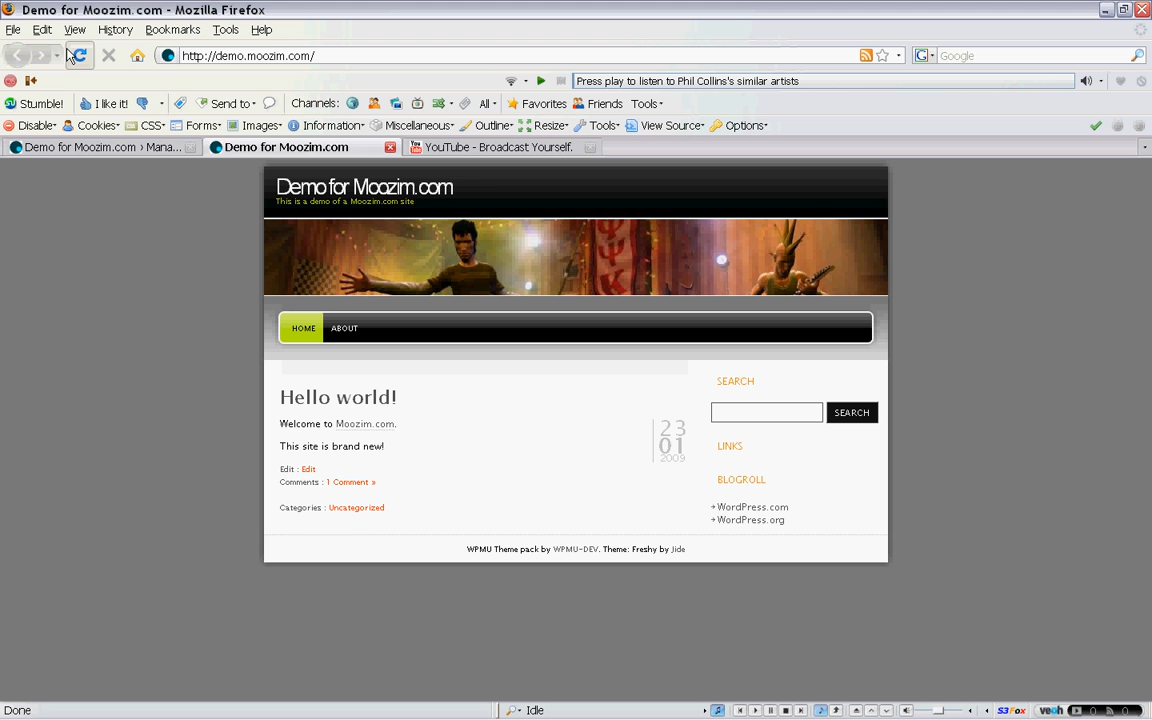 Demo for Moozim.com - Mozilla Firefox
File Edit View History Bookmarks Tools Help
http://demo.moozim.com/ Google
Press play to listen to Phil Collins's similar artists
Stumble! I like it! Send to Channels: All Favorites Friends Tools
Disable Cookies CSS Forms Images Information Miscellaneous Outline Resize Tools View Source Options
Demo for Moozim.com › Mana... Demo for Moozim.com YouTube - Broadcast Yourself.
Demo for Moozim.com
This is a demo of a Moozim.com site
HOME ABOUT
Hello world!
Welcome to Moozim.com.
This site is brand new!
Edit : Edit
Comments : 1 Comment »
Categories : Uncategorized
23
01
2009
SEARCH
SEARCH
LINKS
BLOGROLL
WordPress.com
WordPress.org
WPMU Theme pack by WPMU-DEV. Theme: Freshy by Jide
Done Idle S3Fox veoh 0 0